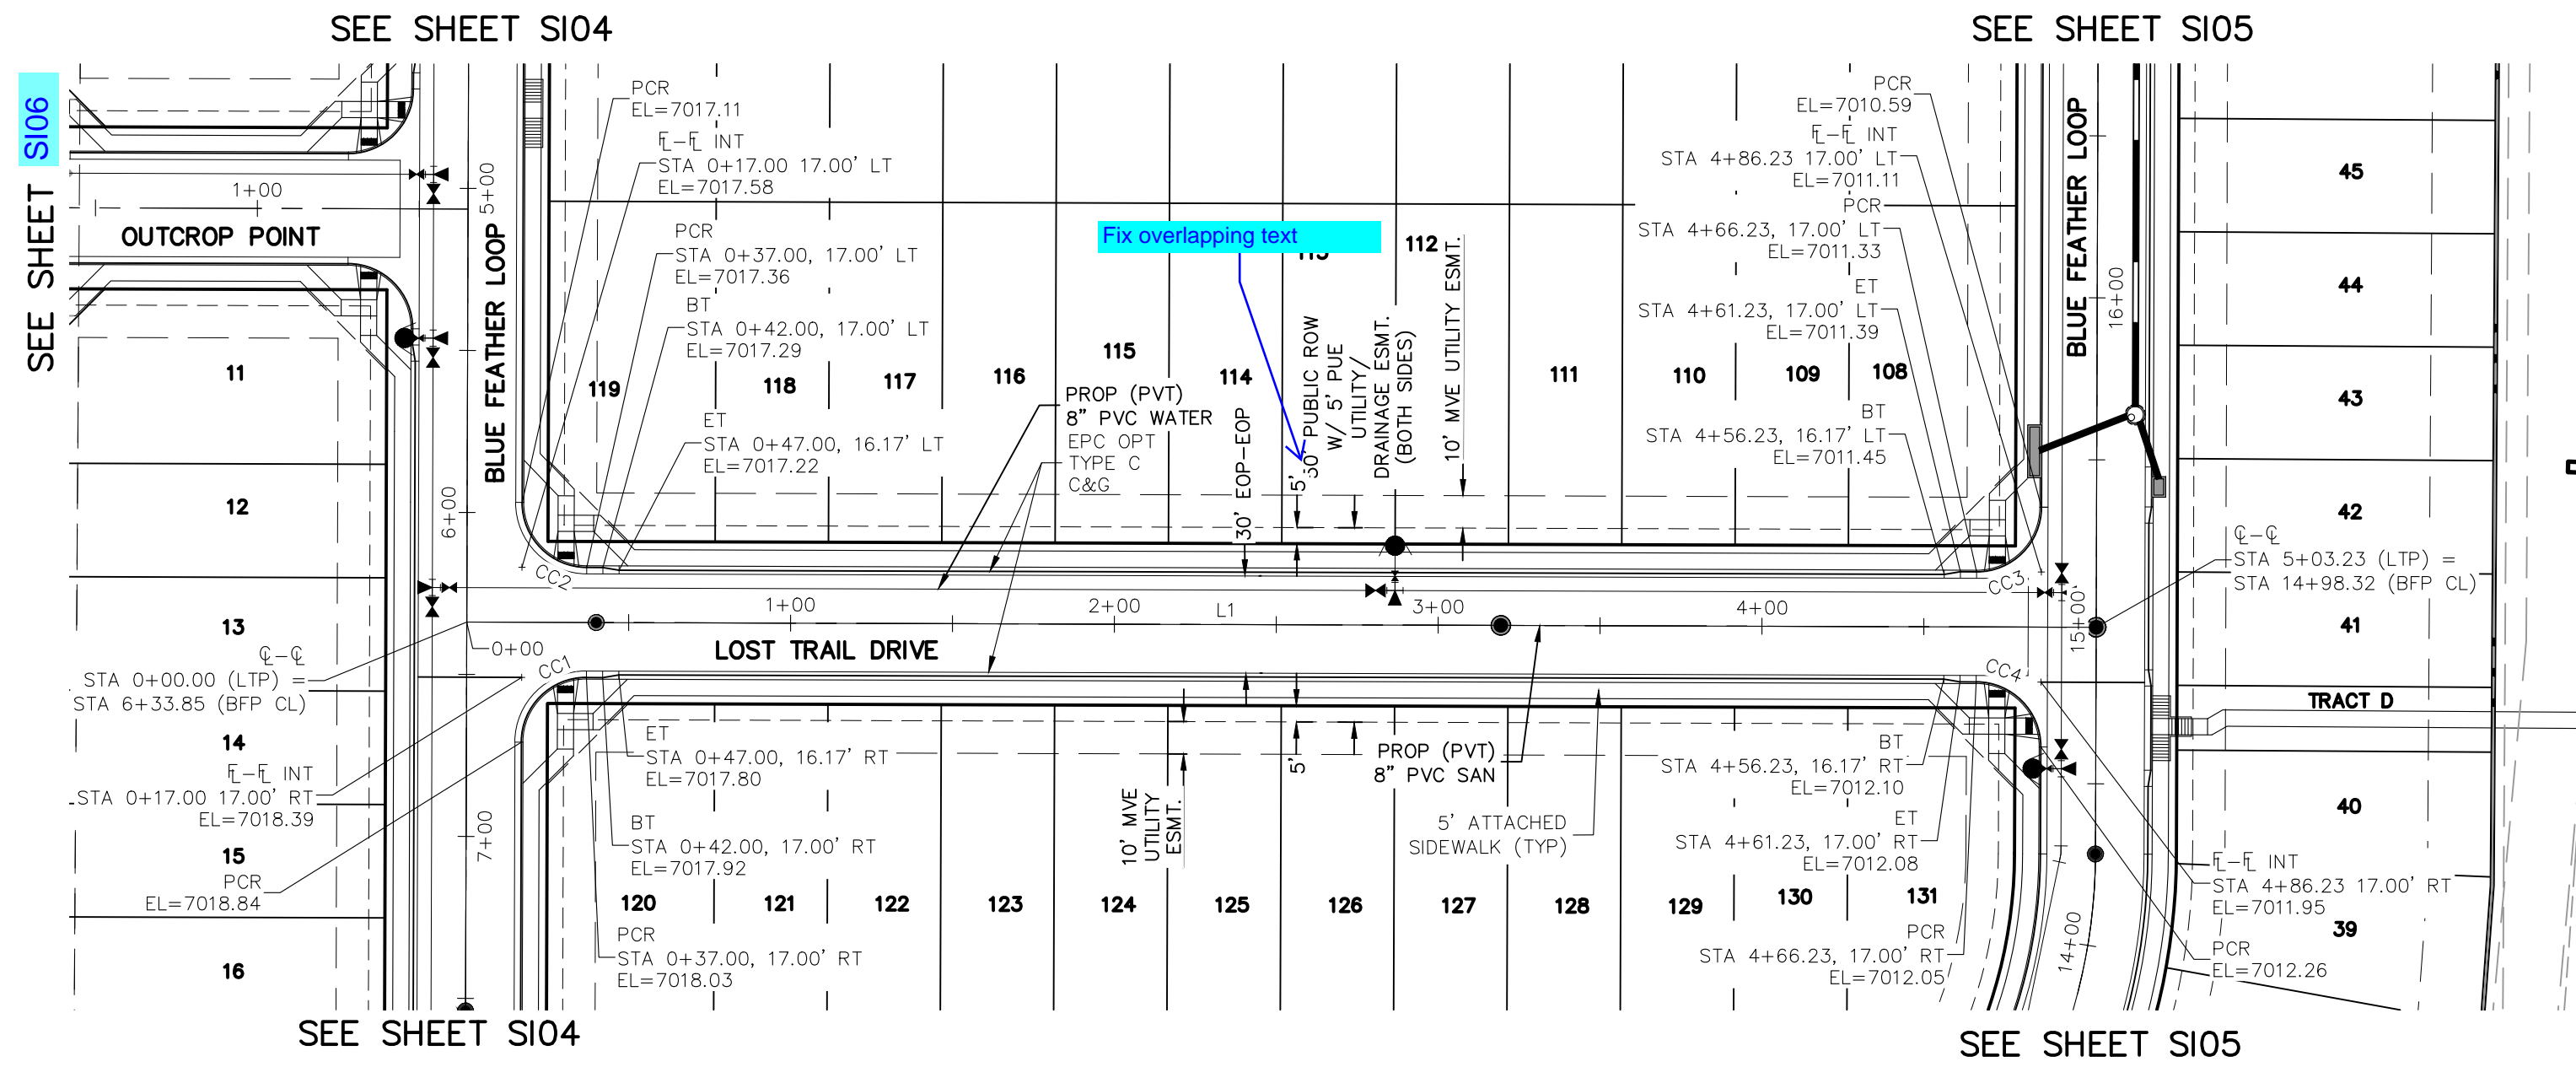 SEE SHEET SI04
SEE SHEET SI05
SEE SHEET SI06
1+00
OUTCROP POINT
5+00
BLUE FEATHER LOOP
6+00
7+00
11
12
13
14
15
16
PCR
EL=7017.11
FL-FL INT
STA 0+17.00 17.00' LT
EL=7017.58
PCR
STA 0+37.00, 17.00' LT
EL=7017.36
BT
STA 0+42.00, 17.00' LT
EL=7017.29
ET
STA 0+47.00, 16.17' LT
EL=7017.22
119
118
117
116
115
114
112
111
110
109
108
Fix overlapping text
PROP (PVT)
8" PVC WATER
EPC OPT
TYPE C
C&G
30' EOP-EOP
5'
50' PUBLIC ROW
W/ 5' PUE
UTILITY/
DRAINAGE ESMT.
(BOTH SIDES)
10' MVE UTILITY ESMT.
PCR
EL=7010.59
FL-FL INT
STA 4+86.23 17.00' LT
EL=7011.11
PCR
STA 4+66.23, 17.00' LT
EL=7011.33
ET
STA 4+61.23, 17.00' LT
EL=7011.39
BT
STA 4+56.23, 16.17' LT
EL=7011.45
BLUE FEATHER LOOP
16+00
15+00
14+00
45
44
43
42
41
TRACT D
40
39
CL-CL
STA 5+03.23 (LTP) =
STA 14+98.32 (BFP CL)
CC2
CC3
1+00
2+00
L1
3+00
4+00
0+00
LOST TRAIL DRIVE
CC1
CC4
CL-CL
STA 0+00.00 (LTP) =
STA 6+33.85 (BFP CL)
FL-FL INT
STA 0+17.00 17.00' RT
EL=7018.39
PCR
EL=7018.84
ET
STA 0+47.00, 16.17' RT
EL=7017.80
BT
STA 0+42.00, 17.00' RT
EL=7017.92
PCR
STA 0+37.00, 17.00' RT
EL=7018.03
120
121
122
123
124
125
126
127
128
129
130
131
10' MVE
UTILITY
ESMT.
5'
PROP (PVT)
8" PVC SAN
5' ATTACHED
SIDEWALK (TYP)
BT
STA 4+56.23, 16.17' RT
EL=7012.10
ET
STA 4+61.23, 17.00' RT
EL=7012.08
PCR
STA 4+66.23, 17.00' RT
EL=7012.05
FL-FL INT
STA 4+86.23 17.00' RT
EL=7011.95
PCR
EL=7012.26
SEE SHEET SI04
SEE SHEET SI05